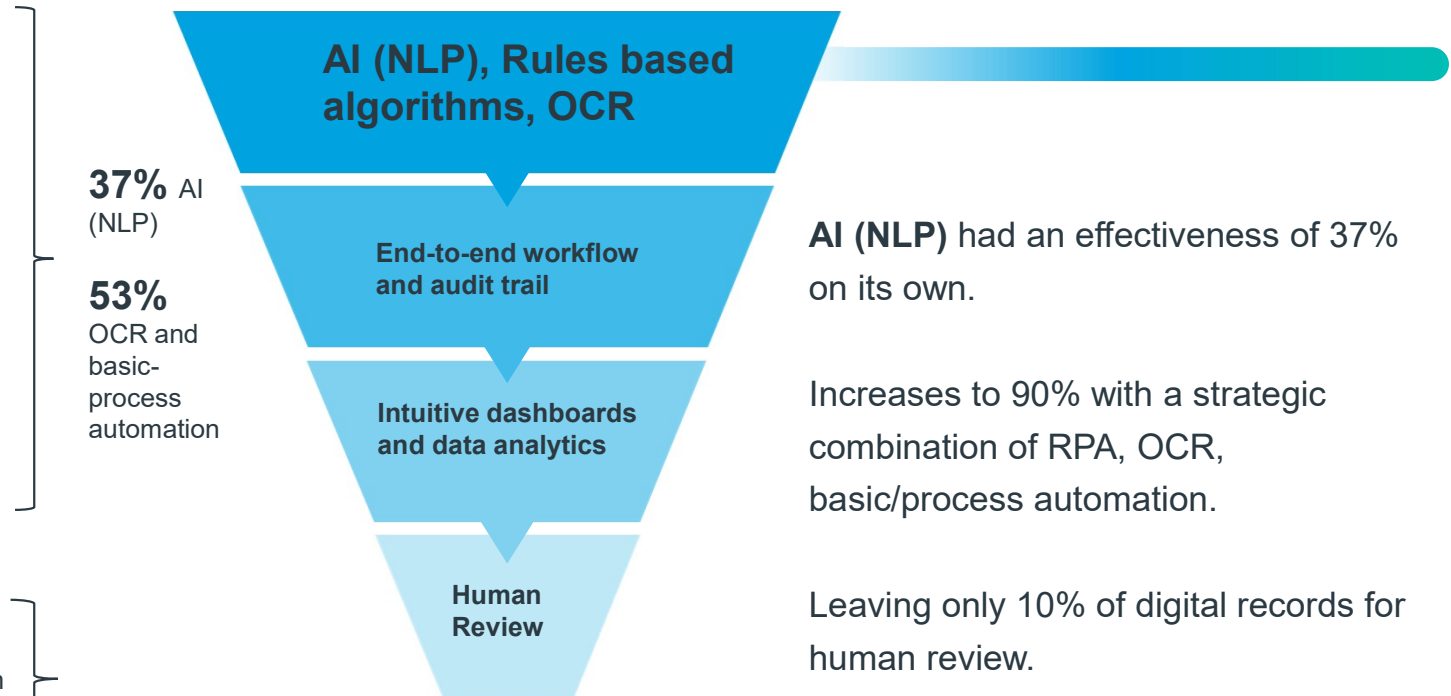 AI (NLP), Rules based
algorithms, OCR
37% AI
(NLP)
53%
OCR and
basic-
process
automation
End-to-end workflow
and audit trail
Intuitive dashboards
and data analytics
Human
Review
AI (NLP) had an effectiveness of 37%
on its own.
Increases to 90% with a strategic
combination of RPA, OCR,
basic/process automation.
Leaving only 10% of digital records for
human review.